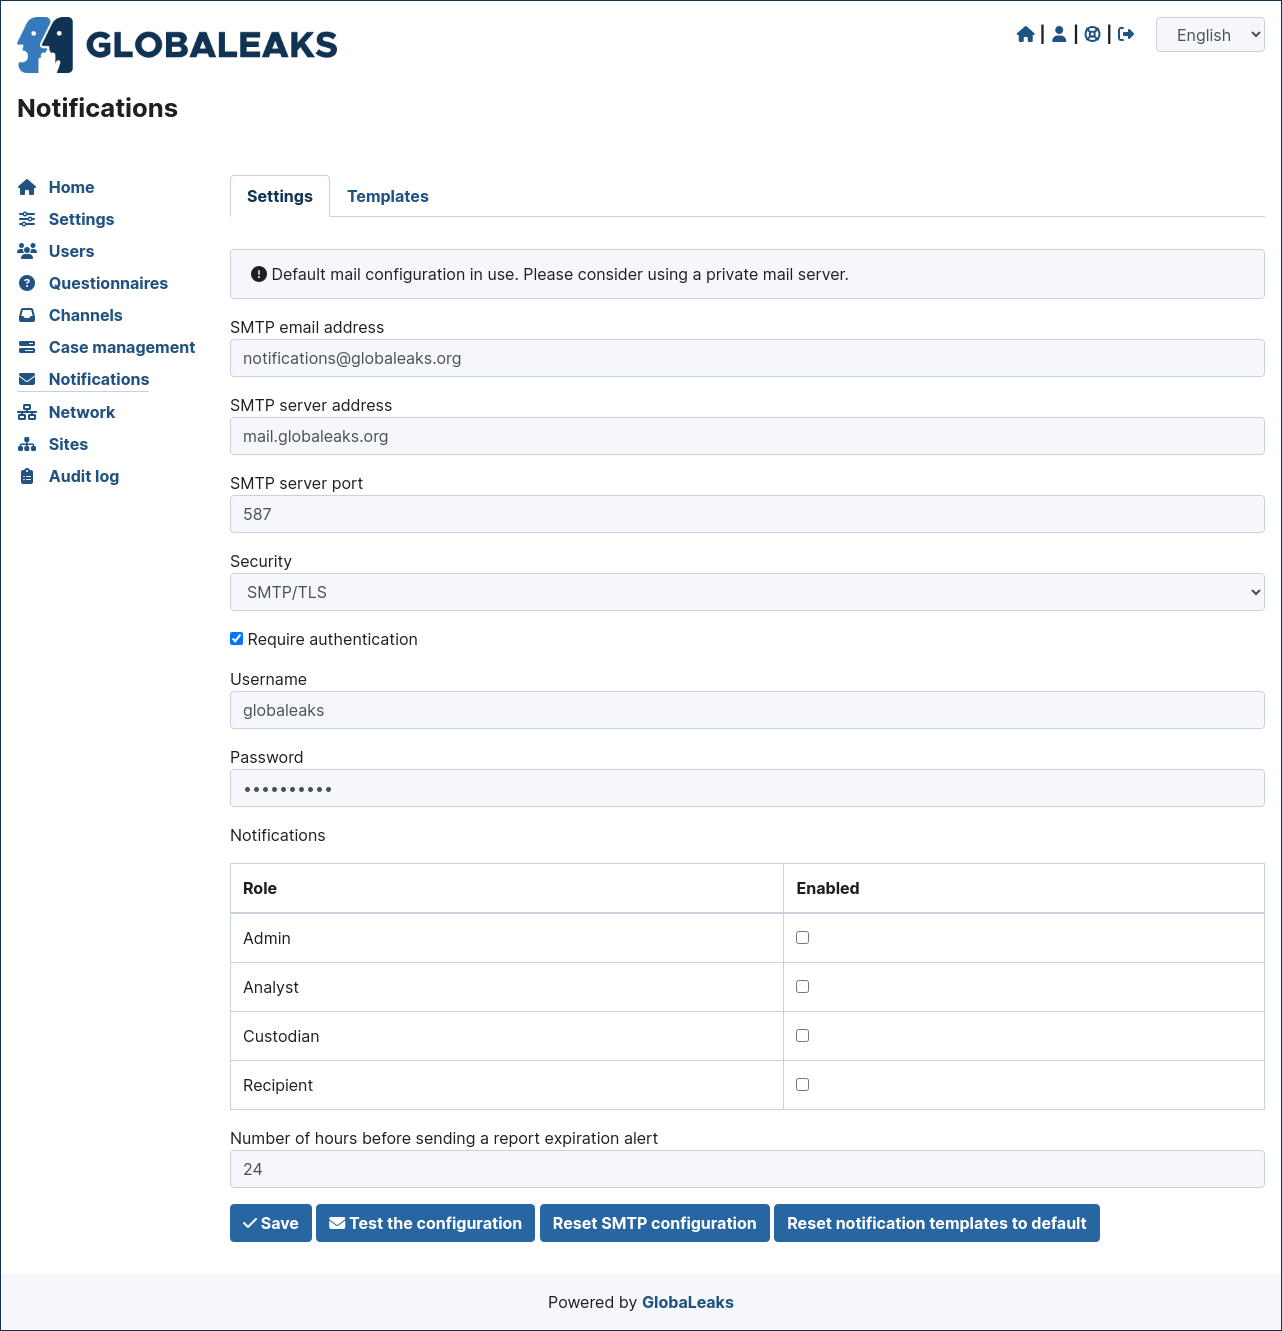 GLOBALEAKS
| | |
English
Notifications
Home
Settings
Users
Questionnaires
Channels
Case management
Notifications
Network
Sites
Audit log
Settings Templates
Default mail configuration in use. Please consider using a private mail server.
SMTP email address
notifications@globaleaks.org
SMTP server address
mail.globaleaks.org
SMTP server port
587
Security
SMTP/TLS
Require authentication
Username
globaleaks
Password
••••••••••
Notifications
Role Enabled
Admin
Analyst
Custodian
Recipient
Number of hours before sending a report expiration alert
24
Save Test the configuration Reset SMTP configuration Reset notification templates to default
Powered by GlobaLeaks